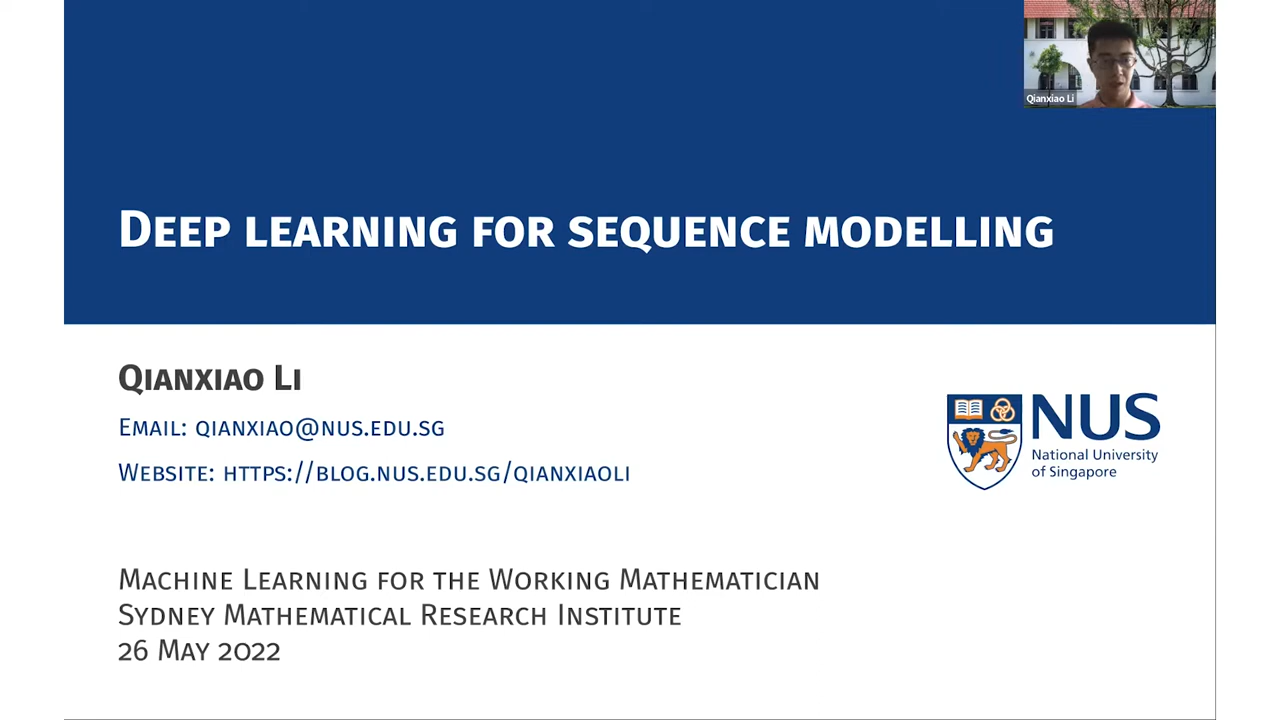 Qianxiao Li
Deep learning for sequence modelling
Qianxiao Li
Email: qianxiao@nus.edu.sg
Website: https://blog.nus.edu.sg/qianxiaoli
NUS
National University
of Singapore
Machine Learning for the Working Mathematician
Sydney Mathematical Research Institute
26 May 2022